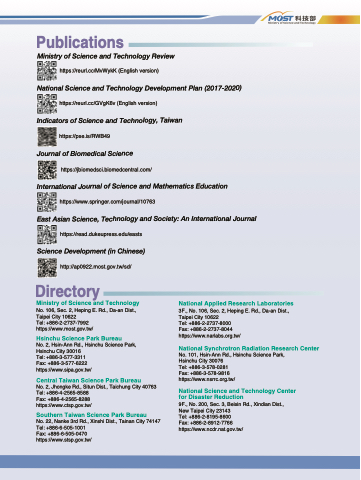 MOST 科技部
Ministry of Science and Technology
Publications
Ministry of Science and Technology Review
https://reurl.cc/MvWykK (English version)
National Science and Technology Development Plan (2017-2020)
https://reurl.cc/GVgK6v (English version)
Indicators of Science and Technology, Taiwan
https://pse.is/RWB49
Journal of Biomedical Science
https://jbiomedsci.biomedcentral.com/
International Journal of Science and Mathematics Education
https://www.springer.com/journal/10763
East Asian Science, Technology and Society: An International Journal
https://read.dukeupress.edu/easts
Science Development (in Chinese)
http://ap0922.most.gov.tw/sd/
Directory
Ministry of Science and Technology
No. 106, Sec. 2, Heping E. Rd., Da-an Dist.,
Taipei City 10622
Tel: +886-2-2737-7992
https://www.most.gov.tw/
Hsinchu Science Park Bureau
No. 2, Hsin-Ann Rd., Hsinchu Science Park,
Hsinchu City 30016
Tel: +886-3-577-3311
Fax: +886-3-577-6222
https://www.sipa.gov.tw/
Central Taiwan Science Park Bureau
No. 2, Jhongke Rd., Situn Dist., Taichung City 40763
Tel: +886-4-2565-8588
Fax: +886-4-2565-8288
https://www.ctsp.gov.tw/
Southern Taiwan Science Park Bureau
No. 22, Nanke 3rd Rd., Xinshi Dist., Tainan City 74147
Tel: +886-6-505-1001
Fax: +886-6-505-0470
https://www.stsp.gov.tw/
National Applied Research Laboratories
3F., No. 106, Sec. 2, Heping E. Rd., Da-an Dist.,
Taipei City 10622
Tel: +886-2-2737-8000
Fax: +886-2-2737-8044
https://www.narlabs.org.tw/
National Synchrotron Radiation Research Center
No. 101, Hsin-Ann Rd., Hsinchu Science Park,
Hsinchu City 30076
Tel: +886-3-578-0281
Fax: +886-3-578-9816
https://www.nsrrc.org.tw/
National Science and Technology Center
for Disaster Reduction
9F., No. 200, Sec. 3, Beisin Rd., Xindian Dist.,
New Taipei City 23143
Tel: +886-2-8195-8600
Fax: +886-2-8912-7766
https://www.ncdr.nat.gov.tw/